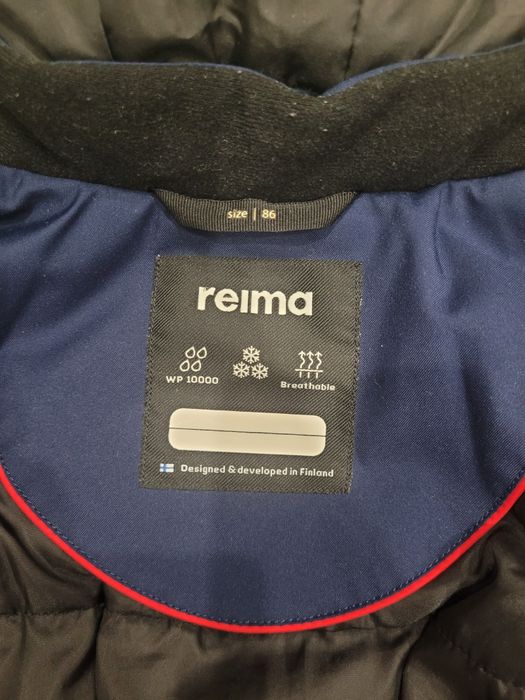 size | 86
reima
WP 10000
Breathable
Designed & developed in Finland